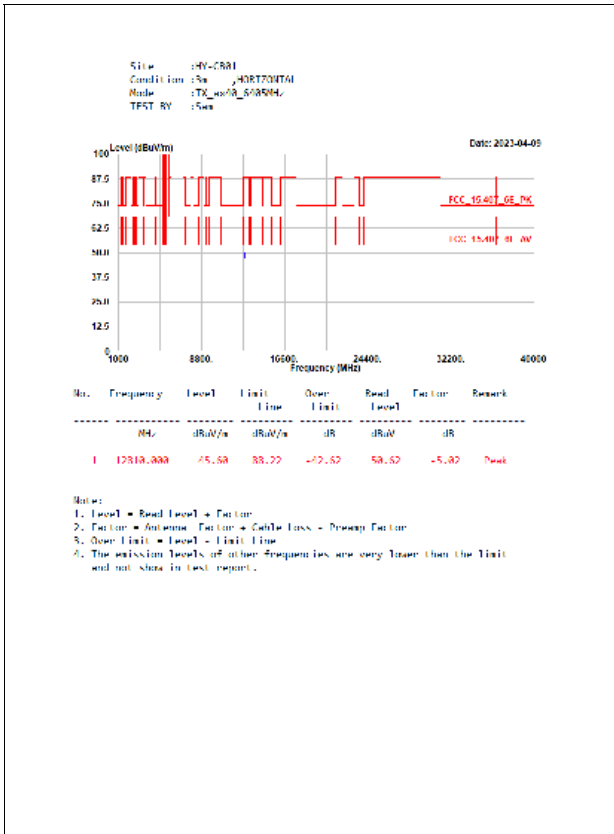 Site :HY-CB01
Condition :3m ,HORIZONTAL
Mode :TX_ax40_6405MHz
TEST BY :Sam
Level (dBuV/m)
Date: 2023-04-09
100
87.5
75.0
FCC_15.407_6E_PK
62.5
FCC_15.407_6E_AV
50.0
37.5
25.0
12.5
0
1000 8800. 16600. 24400. 32200. 40000
Frequency (MHz)
No. Frequency Level Limit Over Read Factor Remark
Line Limit Level
MHz dBuV/m dBuV/m dB dBuV dB
1 12810.000 45.60 88.22 -42.62 50.62 -5.02 Peak
Note:
1. Level = Read Level + Factor
2. Factor = Antenna Factor + Cable Loss - Preamp Factor
3. Over Limit = Level - Limit Line
4. The emission levels of other frequencies are very lower than the limit
and not show in test report.